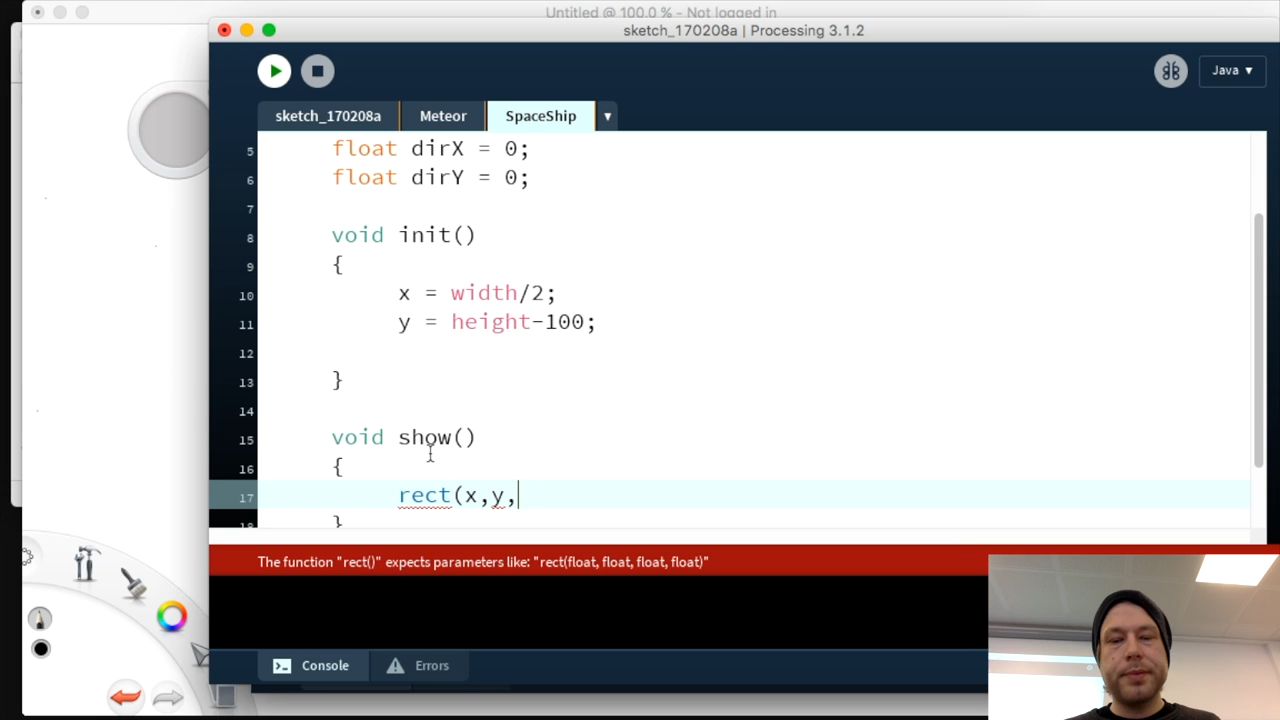 Untitled @ 100.0 % - Not logged in
sketch_170208a | Processing 3.1.2
Java ▾
sketch_170208a Meteor SpaceShip ▾
5 float dirX = 0;
6 float dirY = 0;
7
8 void init()
9 {
10 x = width/2;
11 y = height-100;
12
13 }
14
15 void show()
16 {
17 rect(x,y,
18 }
The function "rect()" expects parameters like: "rect(float, float, float, float)"
Console Errors